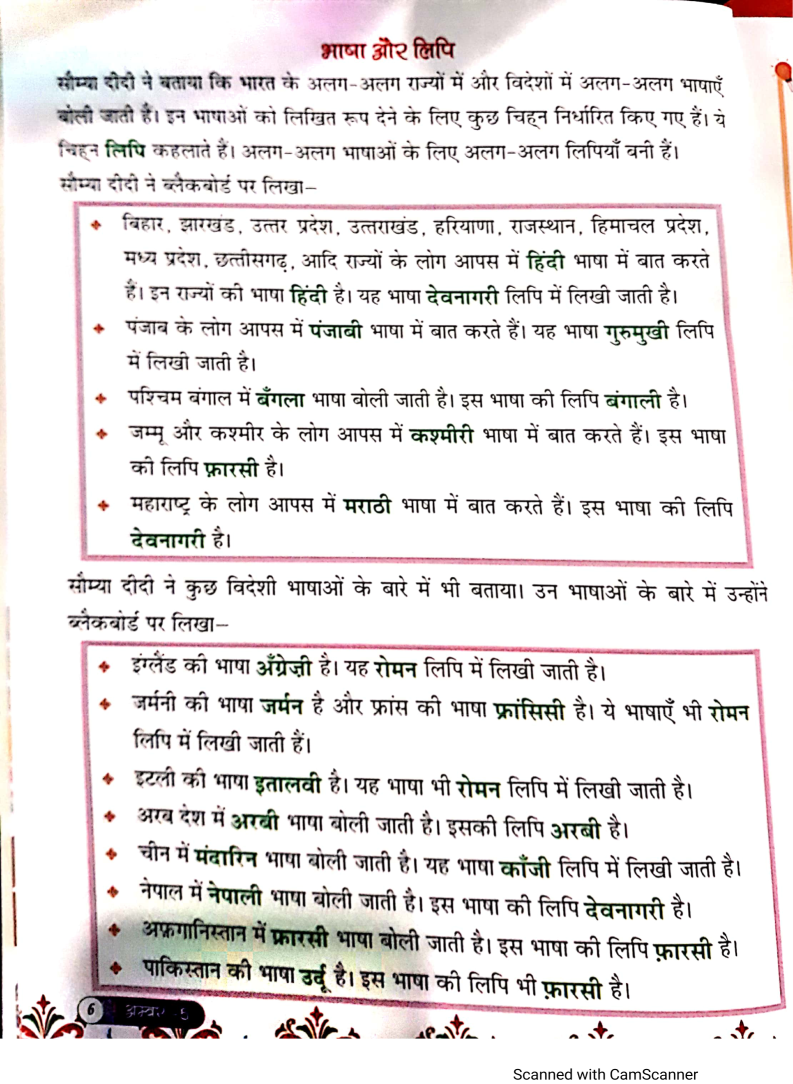 भाषा और लिपि
सौम्या दीदी ने बताया कि भारत के अलग-अलग राज्यों में और विदेशों में अलग-अलग भाषाएँ
बोली जाती हैं। इन भाषाओं को लिखित रूप देने के लिए कुछ चिह्न निर्धारित किए गए हैं। ये
चिह्न लिपि कहलाते हैं। अलग-अलग भाषाओं के लिए अलग-अलग लिपियाँ बनी हैं।
सौम्या दीदी ने ब्लैकबोर्ड पर लिखा–
बिहार, झारखंड, उत्तर प्रदेश, उत्तराखंड, हरियाणा, राजस्थान, हिमाचल प्रदेश,
मध्य प्रदेश, छत्तीसगढ़, आदि राज्यों के लोग आपस में हिंदी भाषा में बात करते
हैं। इन राज्यों की भाषा हिंदी है। यह भाषा देवनागरी लिपि में लिखी जाती है।
पंजाब के लोग आपस में पंजाबी भाषा में बात करते हैं। यह भाषा गुरुमुखी लिपि
में लिखी जाती है।
पश्चिम बंगाल में बँगला भाषा बोली जाती है। इस भाषा की लिपि बंगाली है।
जम्मू और कश्मीर के लोग आपस में कश्मीरी भाषा में बात करते हैं। इस भाषा
की लिपि फ़ारसी है।
महाराष्ट्र के लोग आपस में मराठी भाषा में बात करते हैं। इस भाषा की लिपि
देवनागरी है।
सौम्या दीदी ने कुछ विदेशी भाषाओं के बारे में भी बताया। उन भाषाओं के बारे में उन्होंने
ब्लैकबोर्ड पर लिखा–
इंग्लैंड की भाषा अँग्रेज़ी है। यह रोमन लिपि में लिखी जाती है।
जर्मनी की भाषा जर्मन है और फ्रांस की भाषा फ्रांसिसी है। ये भाषाएँ भी रोमन
लिपि में लिखी जाती हैं।
इटली की भाषा इतालवी है। यह भाषा भी रोमन लिपि में लिखी जाती है।
अरब देश में अरबी भाषा बोली जाती है। इसकी लिपि अरबी है।
चीन में मंदारिन भाषा बोली जाती है। यह भाषा काँजी लिपि में लिखी जाती है।
नेपाल में नेपाली भाषा बोली जाती है। इस भाषा की लिपि देवनागरी है।
अफ़गानिस्तान में फ़ारसी भाषा बोली जाती है। इस भाषा की लिपि फ़ारसी है।
पाकिस्तान की भाषा उर्दू है। इस भाषा की लिपि भी फ़ारसी है।
6 अम्बर-5
Scanned with CamScanner